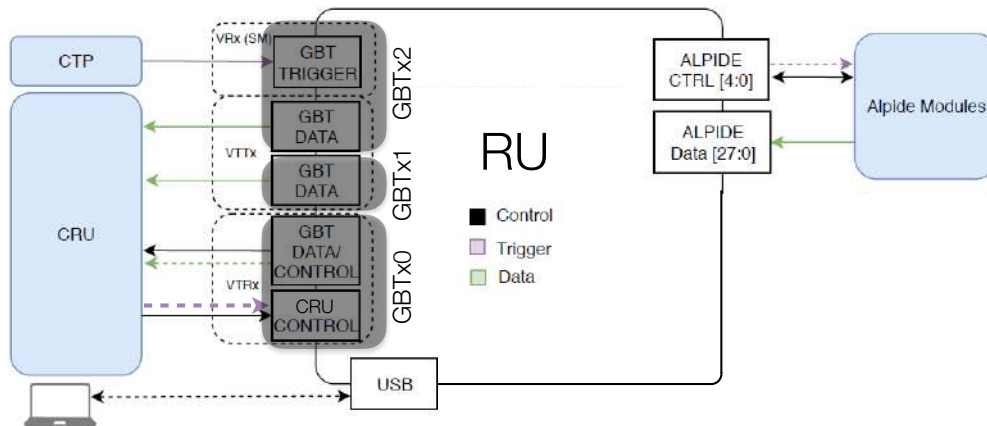 CTP
CRU
VRx (SM)
GBT
TRIGGER
GBT
DATA
VTTx
GBT
DATA
GBT
DATA/
CONTROL
VTRx
CRU
CONTROL
GBTx2
GBTx1
GBTx0
RU
Control
Trigger
Data
USB
ALPIDE
CTRL [4:0]
ALPIDE
Data [27:0]
Alpide Modules